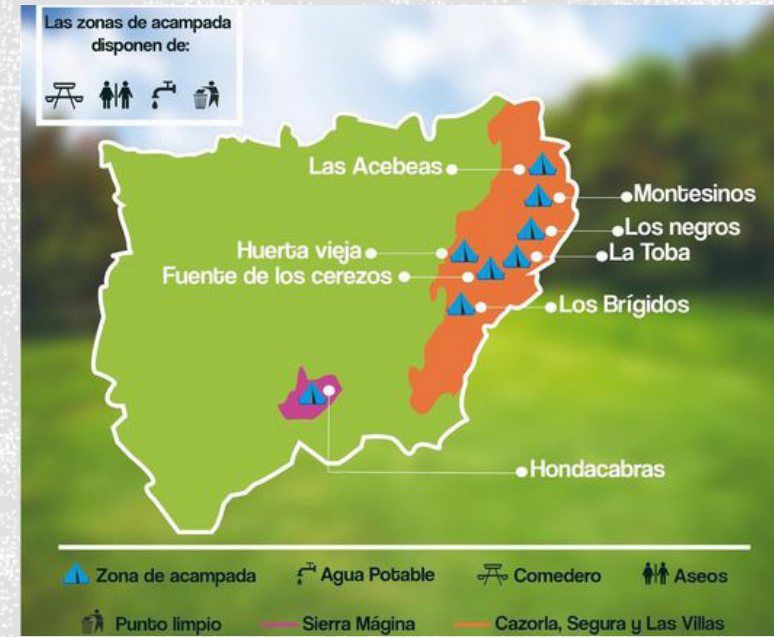 Las zonas de acampada
disponen de:
Las Acebeas
Montesinos
Los negros
Huerta vieja
La Toba
Fuente de los cerezos
Los Brígidos
Hondacabras
Zona de acampada
Agua Potable
Comedero
Aseos
Punto limpio
Sierra Mágina
Cazorla, Segura y Las Villas